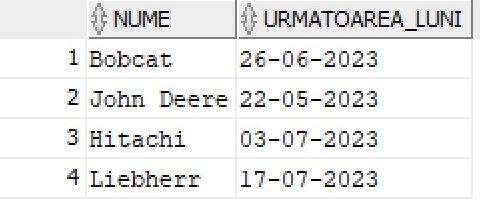 NUME URMATOAREA_LUNI
1 Bobcat 26-06-2023
2 John Deere 22-05-2023
3 Hitachi 03-07-2023
4 Liebherr 17-07-2023